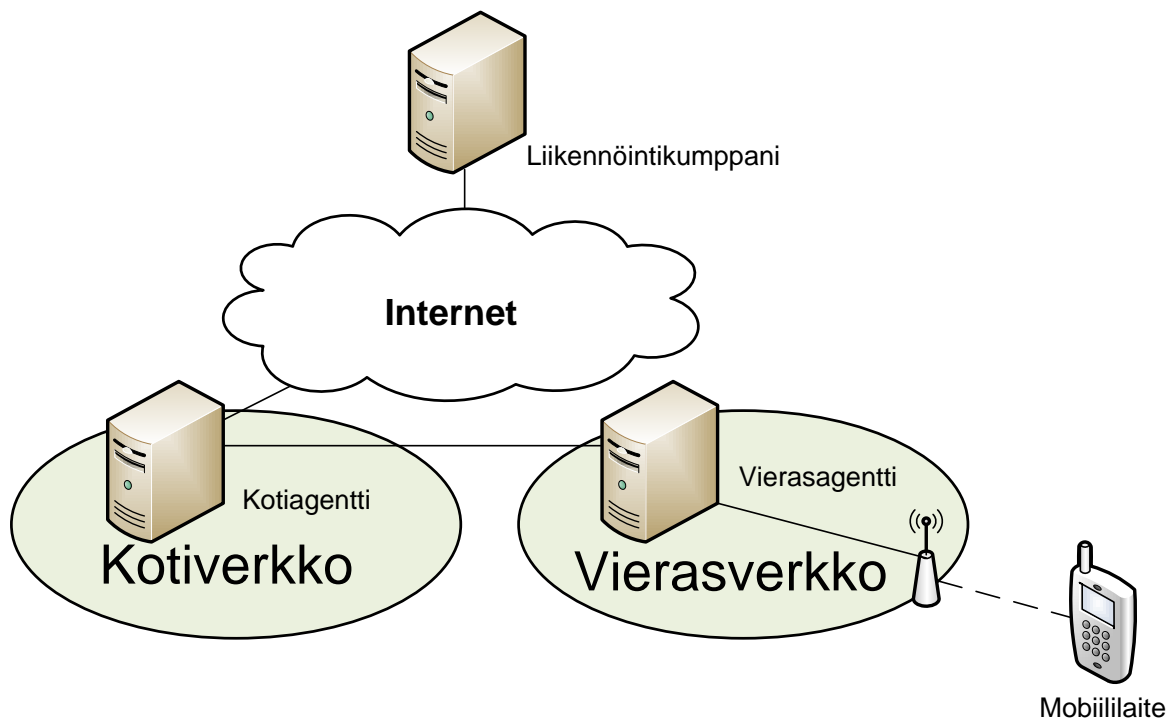 Liikennöintikumppani
Internet
Kotiagentti
Kotiverkko
Vierasagentti
Vierasverkko
Mobiililaite